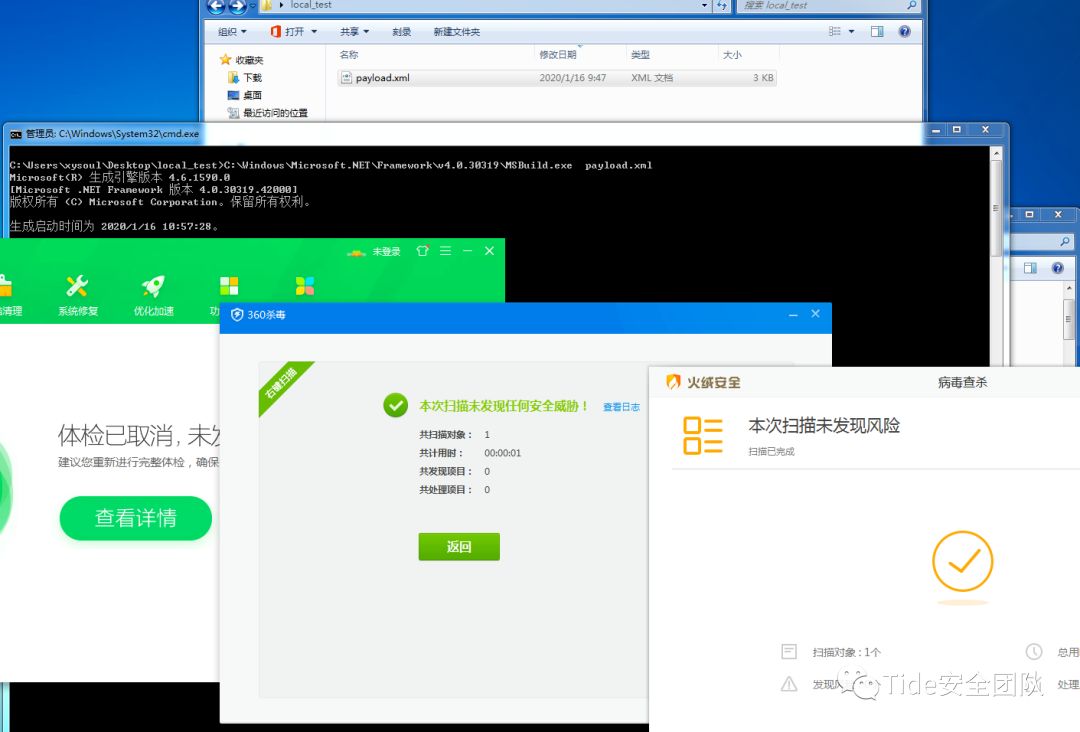 local_test
搜索 local_test
组织 打开 共享 刻录 新建文件夹
名称 修改日期 类型 大小
收藏夹
下载
桌面
最近访问的位置
payload.xml 2020/1/16 9:47 XML 文档 3 KB
管理员: C:\Windows\System32\cmd.exe
C:\Users\xysoul\Desktop\local_test>C:\Windows\Microsoft.NET\Framework\v4.0.30319\MSBuild.exe payload.xml
Microsoft(R) 生成引擎版本 4.6.1590.0
[Microsoft .NET Framework 版本 4.0.30319.42000]
版权所有 (C) Microsoft Corporation。保留所有权利。
生成启动时间为 2020/1/16 10:57:28。
未登录
清理 系统修复 优化加速 功
体检已取消, 未发
建议您重新进行完整体检, 确保
查看详情
360杀毒
右键扫描
本次扫描未发现任何安全威胁！ 查看日志
共扫描对象： 1
共计用时： 00:00:01
共发现项目： 0
共处理项目： 0
返回
火绒安全 病毒查杀
本次扫描未发现风险
扫描已完成
扫描对象：1个 总用
发现 处理
Tide安全团队